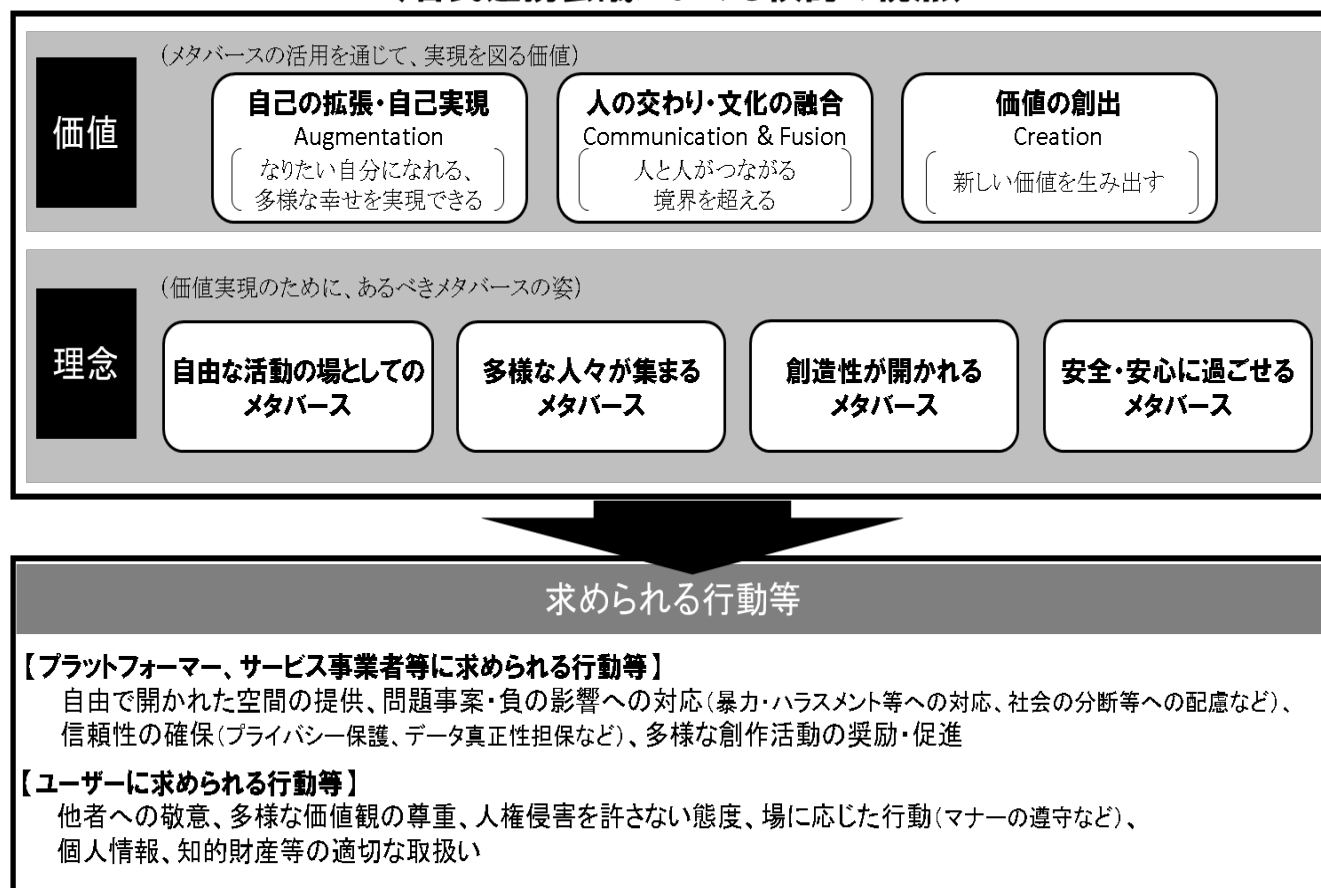 価値
(メタバースの活用を通じて、実現を図る価値)
自己の拡張・自己実現
Augmentation
なりたい自分になれる、
多様な幸せを実現できる
人の交わり・文化の融合
Communication & Fusion
人と人がつながる
境界を超える
価値の創出
Creation
新しい価値を生み出す
理念
(価値実現のために、あるべきメタバースの姿)
自由な活動の場としての
メタバース
多様な人々が集まる
メタバース
創造性が開かれる
メタバース
安全・安心に過ごせる
メタバース
求められる行動等
【プラットフォーマー、サービス事業者等に求められる行動等】
自由で開かれた空間の提供、問題事案・負の影響への対応(暴力・ハラスメント等への対応、社会の分断等への配慮など)、
信頼性の確保(プライバシー保護、データ真正性担保など)、多様な創作活動の奨励・促進
【ユーザーに求められる行動等】
他者への敬意、多様な価値観の尊重、人権侵害を許さない態度、場に応じた行動(マナーの遵守など)、
個人情報、知的財産等の適切な取扱い